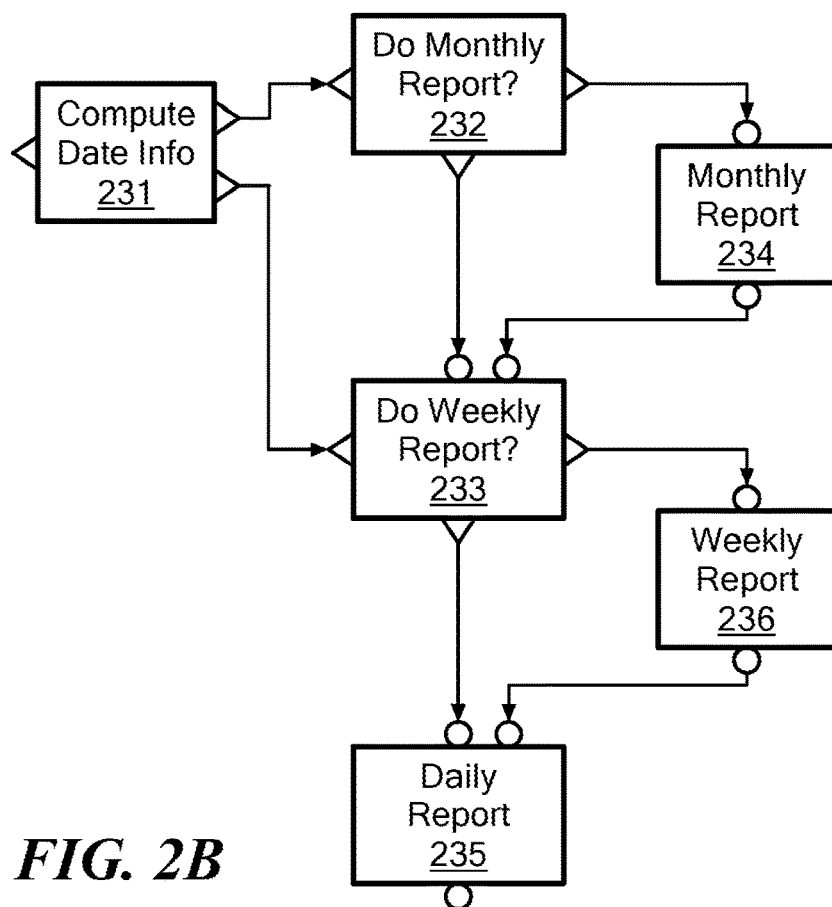 Do Monthly
Report?
232
Compute
Date Info
231
Monthly
Report
234
Do Weekly
Report?
233
Weekly
Report
236
Daily
Report
235
FIG. 2B